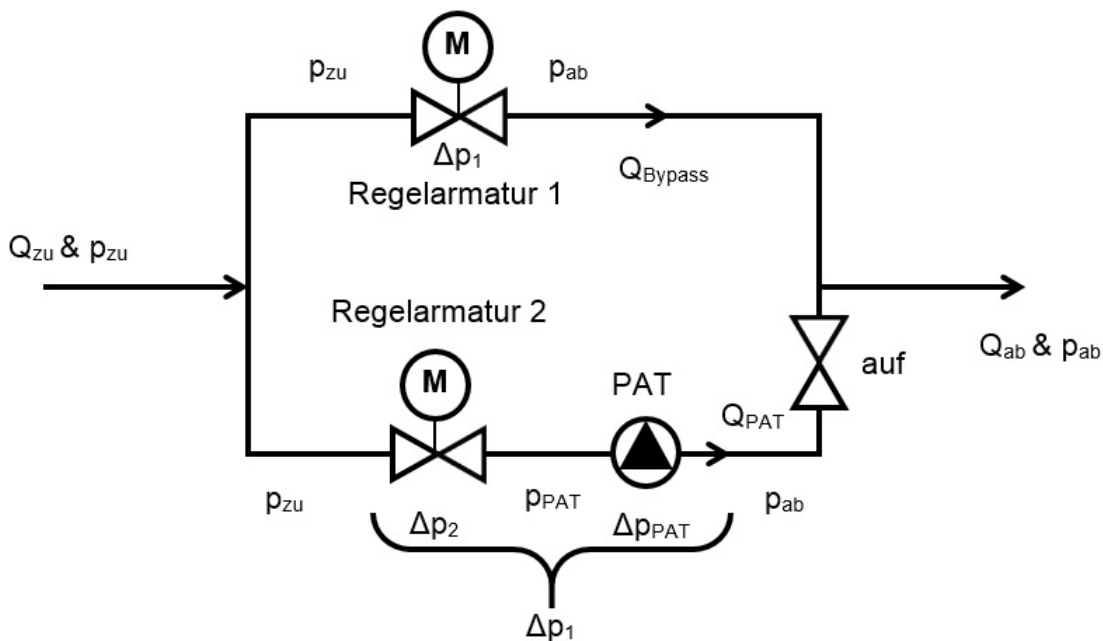 M
p_zu
p_ab
Δp_1
Q_Bypass
Regelarmatur 1
Q_zu & p_zu
Regelarmatur 2
Q_ab & p_ab
auf
M
PAT
Q_PAT
p_zu
p_PAT
p_ab
Δp_2
Δp_PAT
Δp_1